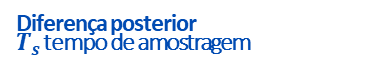 Diferença posterior
Tₛ tempo de amostragem